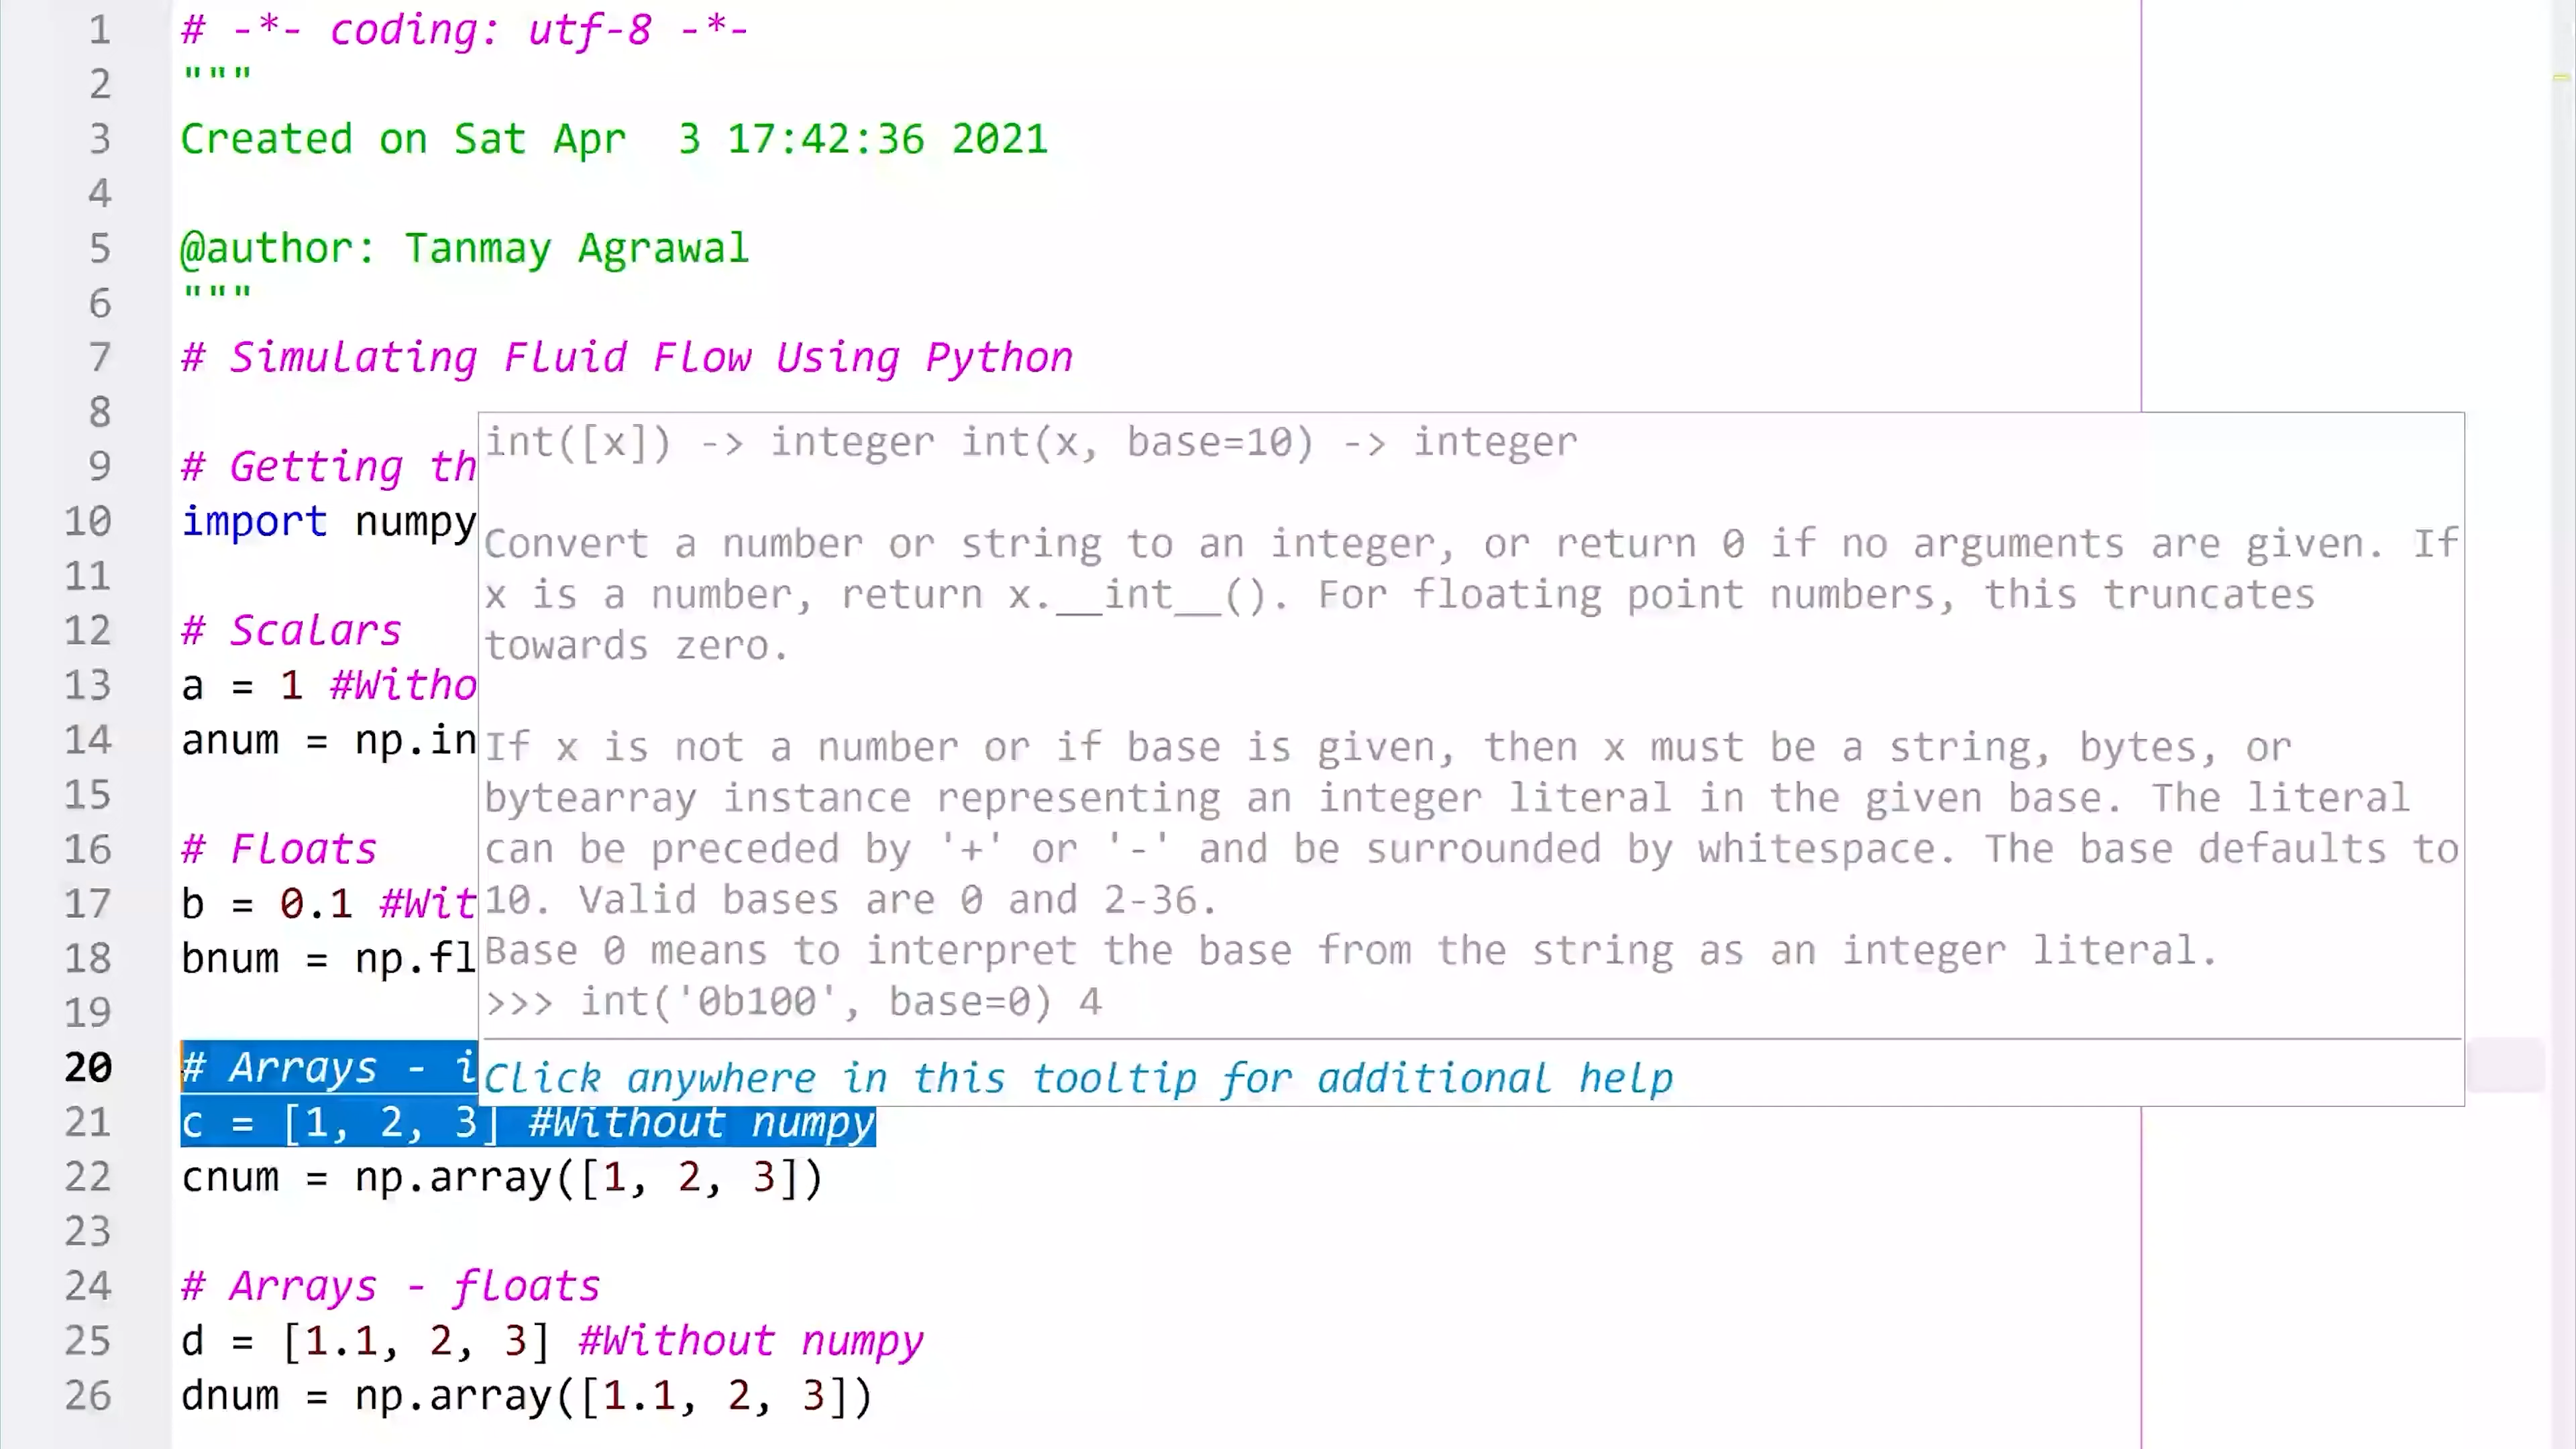 1 # -*- coding: utf-8 -*-
2 """
3 Created on Sat Apr  3 17:42:36 2021
4
5 @author: Tanmay Agrawal
6 """
7 # Simulating Fluid Flow Using Python
8
9 # Getting th
10 import numpy
11
12 # Scalars
13 a = 1 #Witho
14 anum = np.in
15
16 # Floats
17 b = 0.1 #Wit
18 bnum = np.fl
19
20 # Arrays - i
21 c = [1, 2, 3] #Without numpy
22 cnum = np.array([1, 2, 3])
23
24 # Arrays - floats
25 d = [1.1, 2, 3] #Without numpy
26 dnum = np.array([1.1, 2, 3])
int([x]) -> integer int(x, base=10) -> integer
Convert a number or string to an integer, or return 0 if no arguments are given. If
x is a number, return x.__int__(). For floating point numbers, this truncates
towards zero.
If x is not a number or if base is given, then x must be a string, bytes, or
bytearray instance representing an integer literal in the given base. The literal
can be preceded by '+' or '-' and be surrounded by whitespace. The base defaults to
10. Valid bases are 0 and 2-36.
Base 0 means to interpret the base from the string as an integer literal.
>>> int('0b100', base=0) 4
Click anywhere in this tooltip for additional help